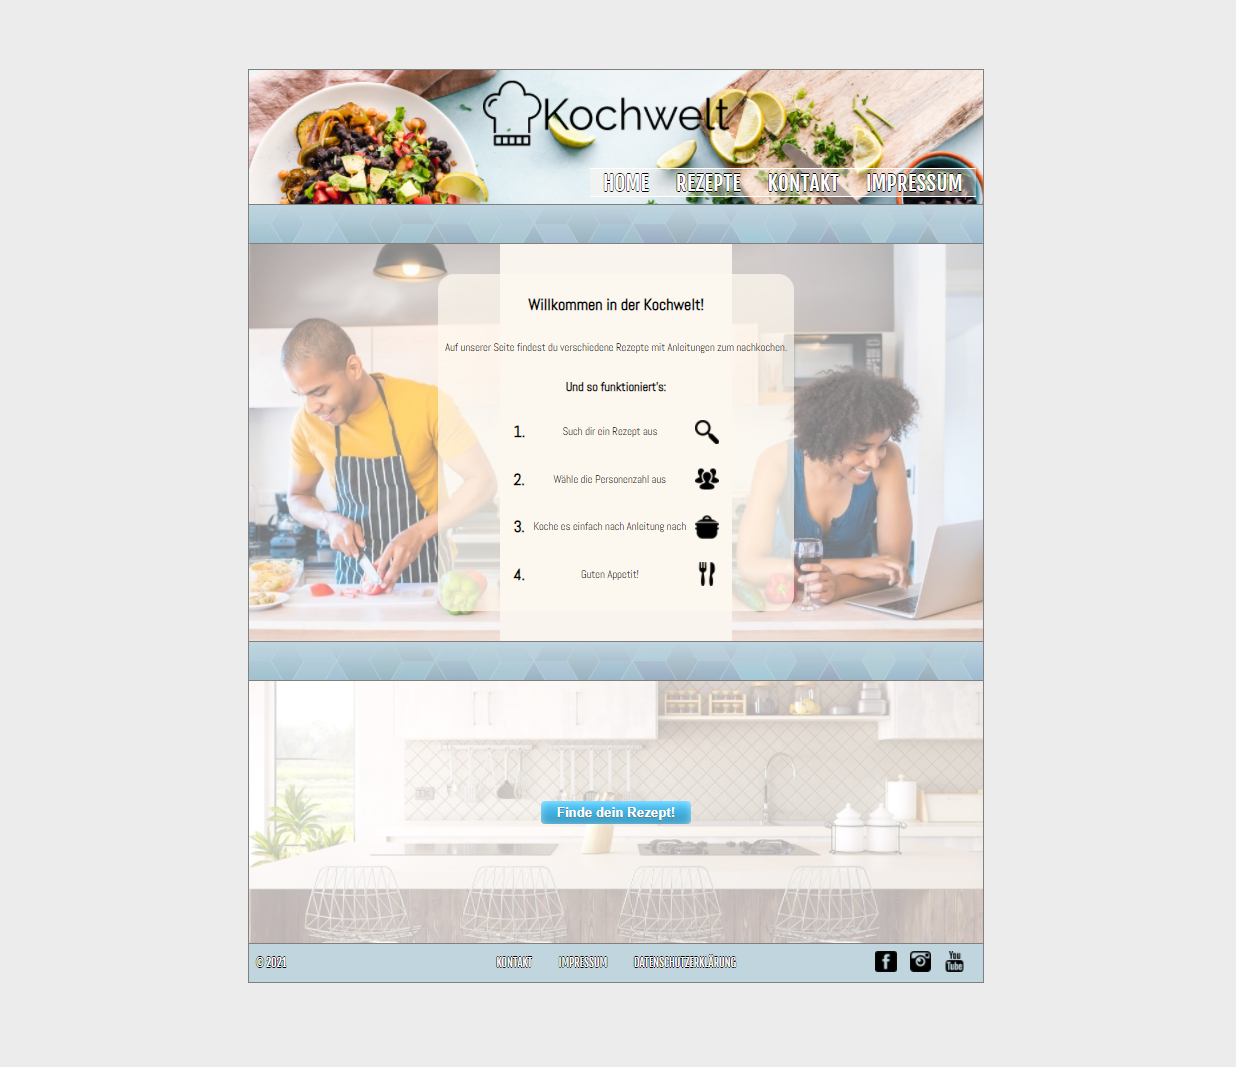 Kochwelt
HOME REZEPTE KONTAKT IMPRESSUM
Willkommen in der Kochwelt!
Auf unserer Seite findest du verschiedene Rezepte mit Anleitungen zum nachkochen.
Und so funktioniert's:
1. Such dir ein Rezept aus
2. Wähle die Personenzahl aus
3. Koche es einfach nach Anleitung nach
4. Guten Appetit!
Finde dein Rezept!
© 2021 KONTAKT IMPRESSUM DATENSCHUTZERKLÄRUNG
You
Tube